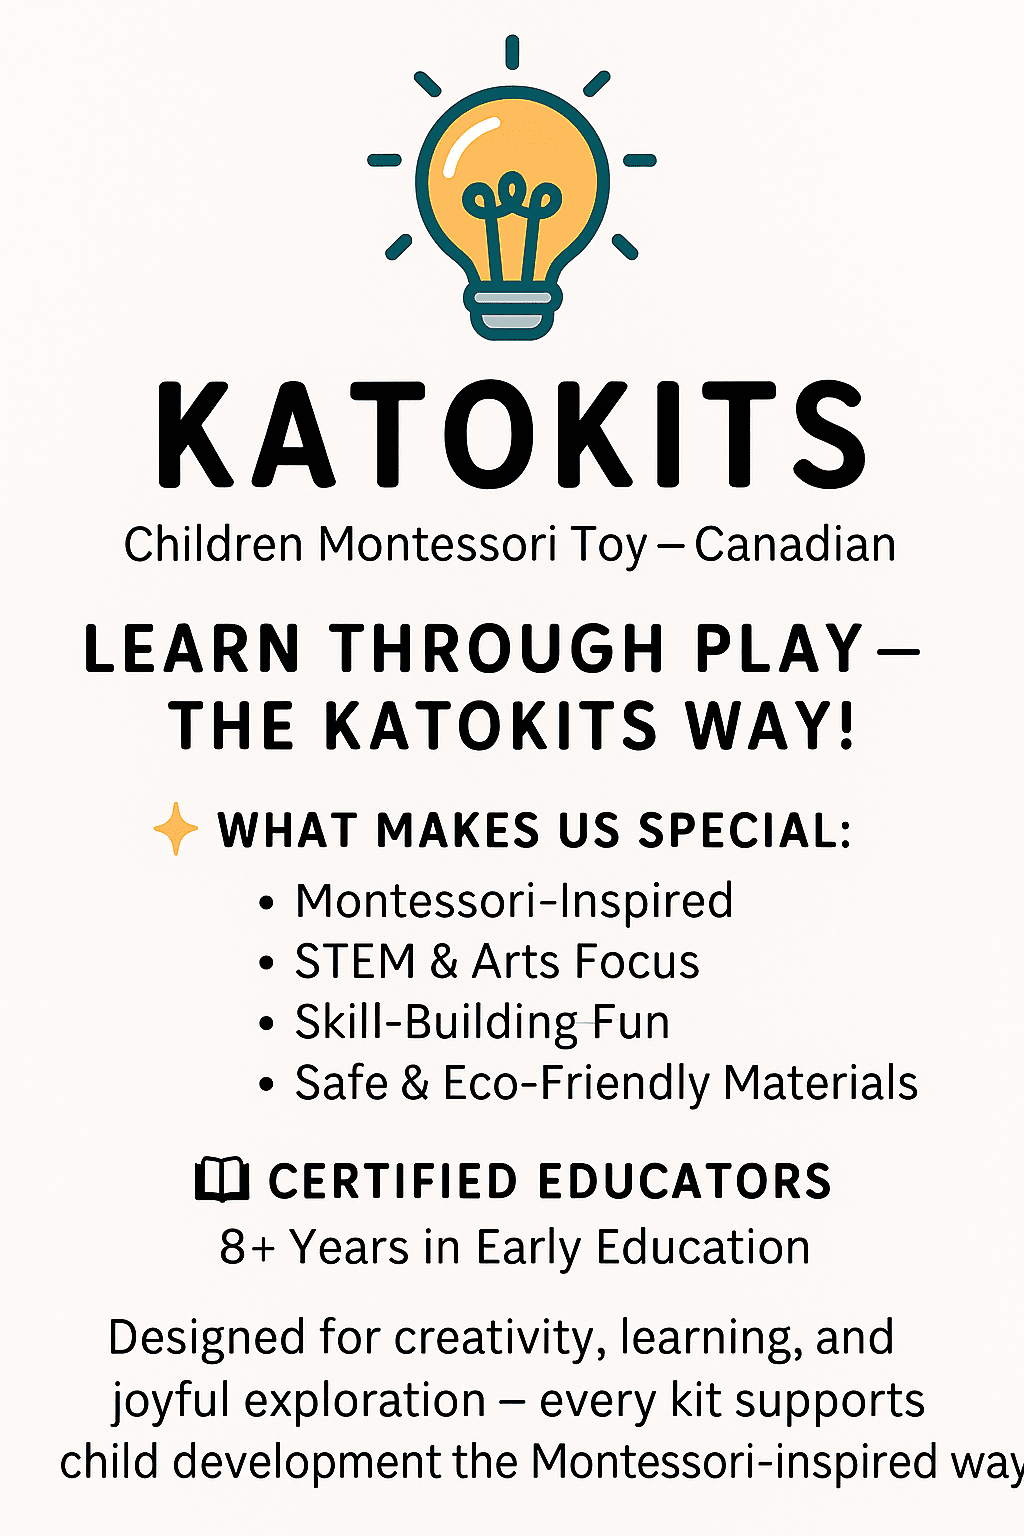 KATOKITS
Children Montessori Toy – Canadian
LEARN THROUGH PLAY –
THE KATOKITS WAY!
WHAT MAKES US SPECIAL:
• Montessori-Inspired
• STEM & Arts Focus
• Skill-Building Fun
• Safe & Eco-Friendly Materials
CERTIFIED EDUCATORS
8+ Years in Early Education
Designed for creativity, learning, and
joyful exploration – every kit supports
child development the Montessori-inspired way